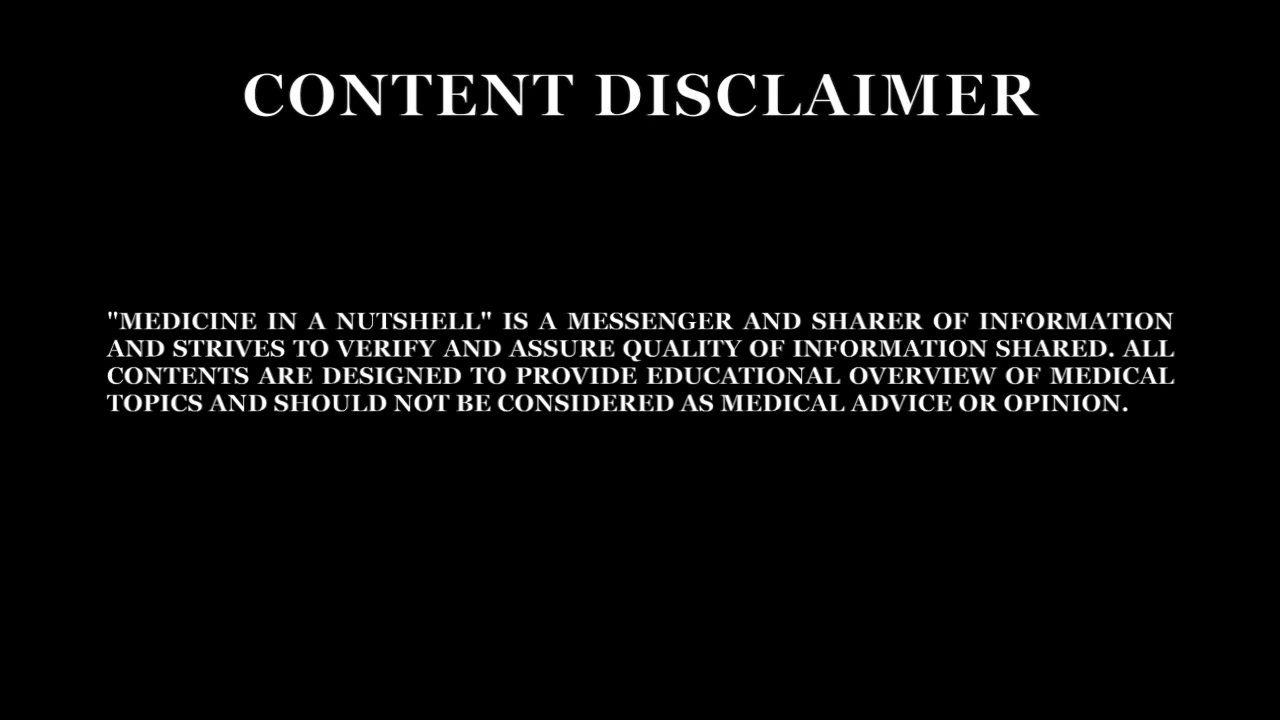 CONTENT DISCLAIMER
"MEDICINE IN A NUTSHELL" IS A MESSENGER AND SHARER OF INFORMATION
AND STRIVES TO VERIFY AND ASSURE QUALITY OF INFORMATION SHARED. ALL
CONTENTS ARE DESIGNED TO PROVIDE EDUCATIONAL OVERVIEW OF MEDICAL
TOPICS AND SHOULD NOT BE CONSIDERED AS MEDICAL ADVICE OR OPINION.